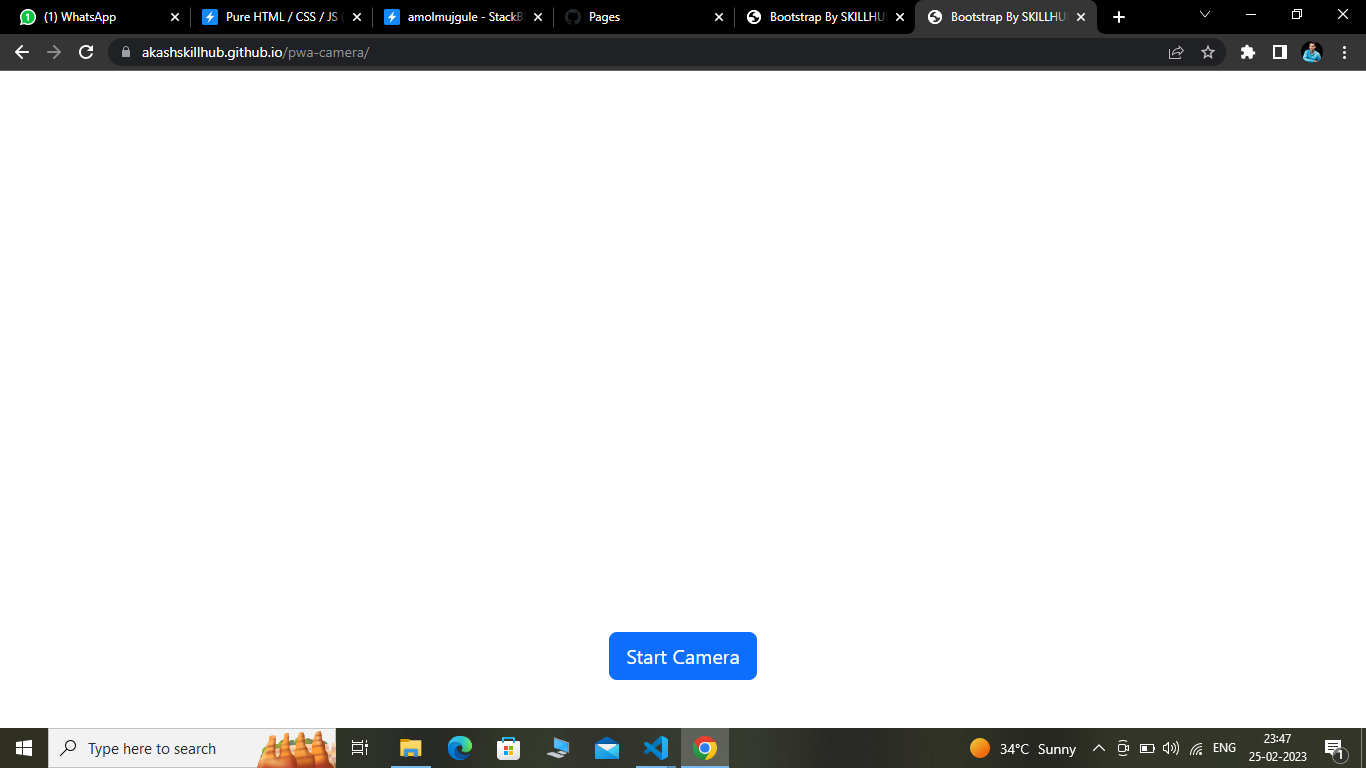 (1) WhatsApp
Pure HTML / CSS / JS (
amolmujgule - StackB
Pages
Bootstrap By SKILLHU
Bootstrap By SKILLHU
akashskillhub.github.io/pwa-camera/
Start Camera
Type here to search
34°C Sunny
ENG
23:47
25-02-2023
1